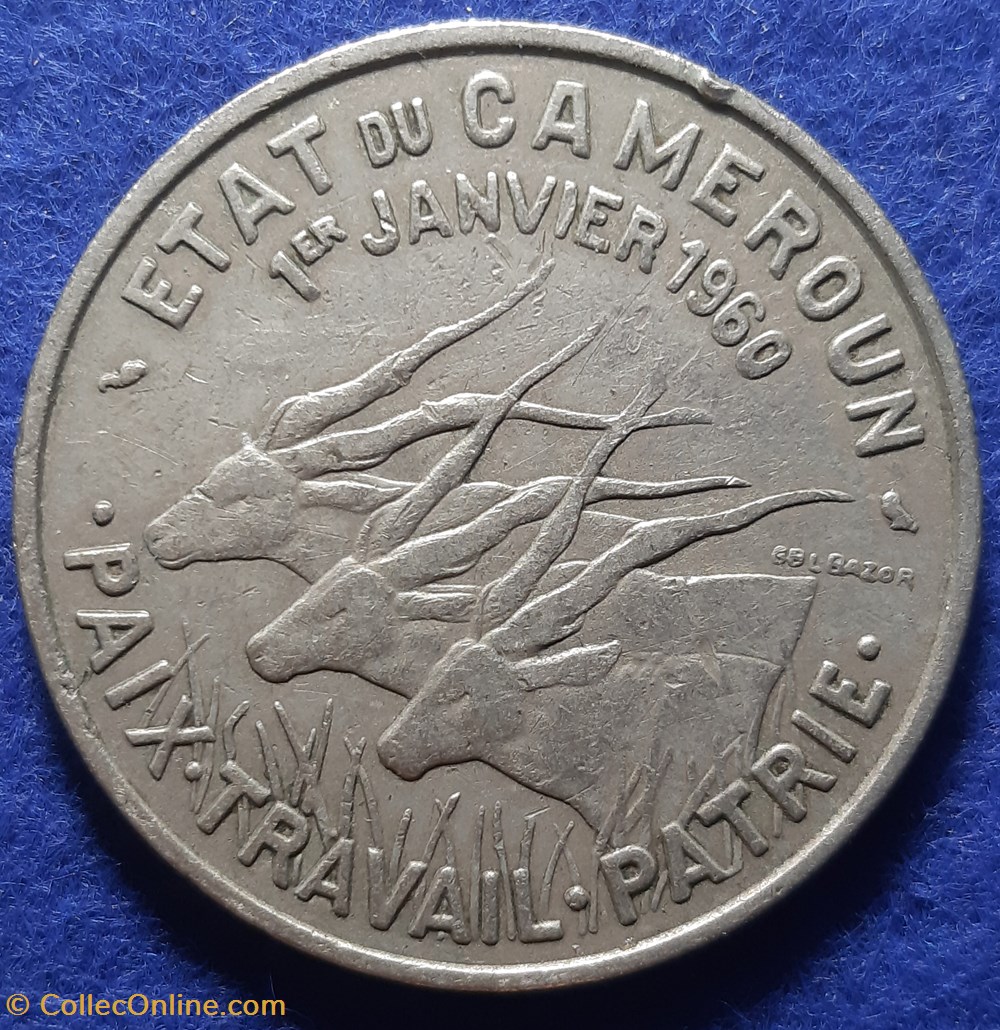 ETAT DU CAMEROUN
1ER JANVIER 1960
G.B.L. BAZOR
· PAIX · TRAVAIL · PATRIE ·
© CollecOnline.com